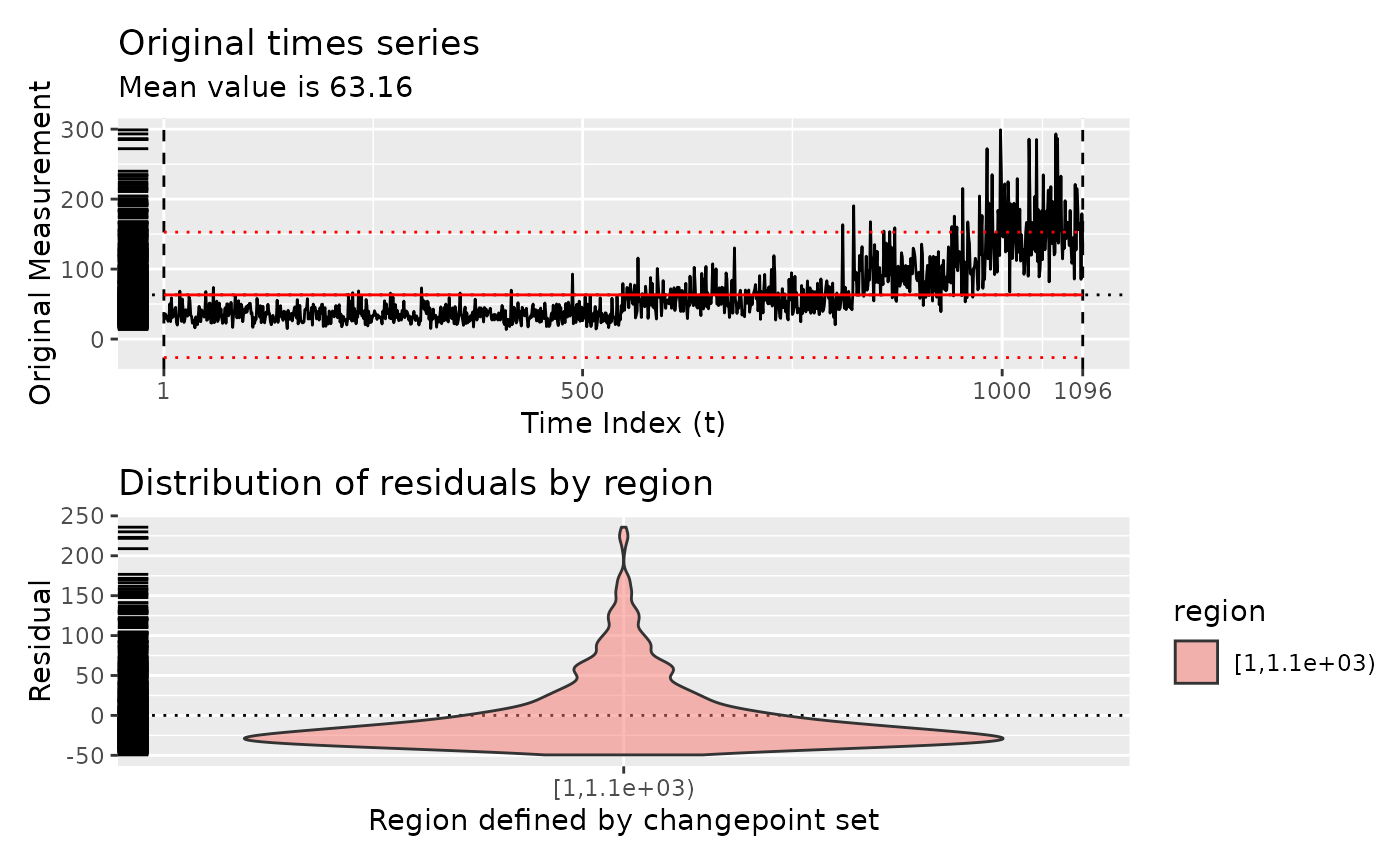 Original times series
Mean value is 63.16
Original Measurement
300
200
100
0
1
500
1000
1096
Time Index (t)
Distribution of residuals by region
Residual
250
200
150
100
50
0
-50
[1,1.1e+03)
Region defined by changepoint set
region
[1,1.1e+03)